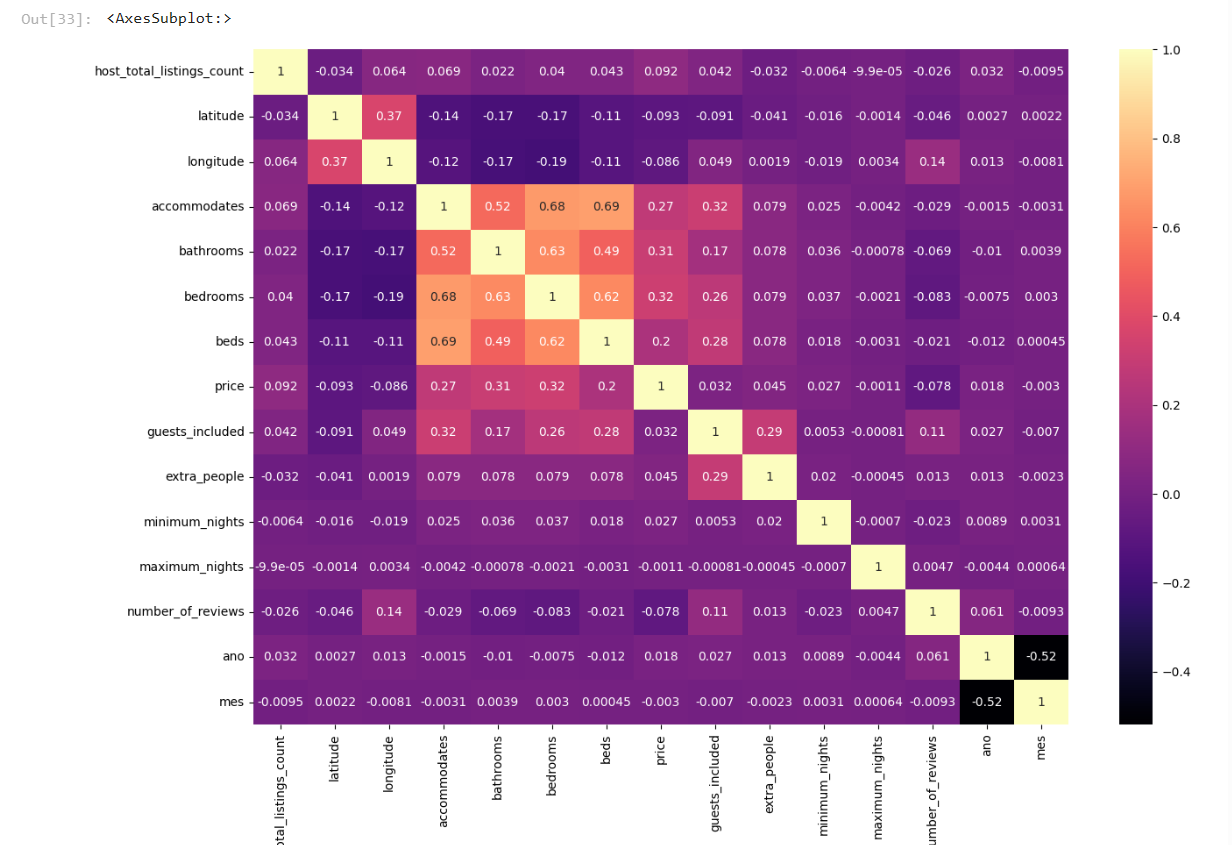 Out[33]: <AxesSubplot:>
host_total_listings_count 1 -0.034 0.064 0.069 0.022 0.04 0.043 0.092 0.042 -0.032 -0.0064 -9.9e-05 -0.026 0.032 -0.0095 1.0
latitude -0.034 1 0.37 -0.14 -0.17 -0.17 -0.11 -0.093 -0.091 -0.041 -0.016 -0.0014 -0.046 0.0027 0.0022
0.8
longitude 0.064 0.37 1 -0.12 -0.17 -0.19 -0.11 -0.086 0.049 0.0019 -0.019 0.0034 0.14 0.013 -0.0081
accommodates 0.069 -0.14 -0.12 1 0.52 0.68 0.69 0.27 0.32 0.079 0.025 -0.0042 -0.029 -0.0015 -0.0031
0.6
bathrooms 0.022 -0.17 -0.17 0.52 1 0.63 0.49 0.31 0.17 0.078 0.036 -0.00078 -0.069 -0.01 0.0039
bedrooms 0.04 -0.17 -0.19 0.68 0.63 1 0.62 0.32 0.26 0.079 0.037 -0.0021 -0.083 -0.0075 0.003
0.4
beds 0.043 -0.11 -0.11 0.69 0.49 0.62 1 0.2 0.28 0.078 0.018 -0.0031 -0.021 -0.012 0.00045
price 0.092 -0.093 -0.086 0.27 0.31 0.32 0.2 1 0.032 0.045 0.027 -0.0011 -0.078 0.018 -0.003
0.2
guests_included 0.042 -0.091 0.049 0.32 0.17 0.26 0.28 0.032 1 0.29 0.0053 -0.00081 0.11 0.027 -0.007
extra_people -0.032 -0.041 0.0019 0.079 0.078 0.079 0.078 0.045 0.29 1 0.02 -0.00045 0.013 0.013 -0.0023
0.0
minimum_nights -0.0064 -0.016 -0.019 0.025 0.036 0.037 0.018 0.027 0.0053 0.02 1 -0.0007 -0.023 0.0089 0.0031
maximum_nights -9.9e-05 -0.0014 0.0034 -0.0042 -0.00078 -0.0021 -0.0031 -0.0011 -0.00081 -0.00045 -0.0007 1 0.0047 -0.0044 0.00064
−0.2
number_of_reviews -0.026 -0.046 0.14 -0.029 -0.069 -0.083 -0.021 -0.078 0.11 0.013 -0.023 0.0047 1 0.061 -0.0093
ano 0.032 0.0027 0.013 -0.0015 -0.01 -0.0075 -0.012 0.018 0.027 0.013 0.0089 -0.0044 0.061 1 -0.52
−0.4
mes -0.0095 0.0022 -0.0081 -0.0031 0.0039 0.003 0.00045 -0.003 -0.007 -0.0023 0.0031 0.00064 -0.0093 -0.52 1
otal_listings_count
latitude
longitude
accommodates
bathrooms
bedrooms
beds
price
guests_included
extra_people
minimum_nights
maximum_nights
umber_of_reviews
ano
mes